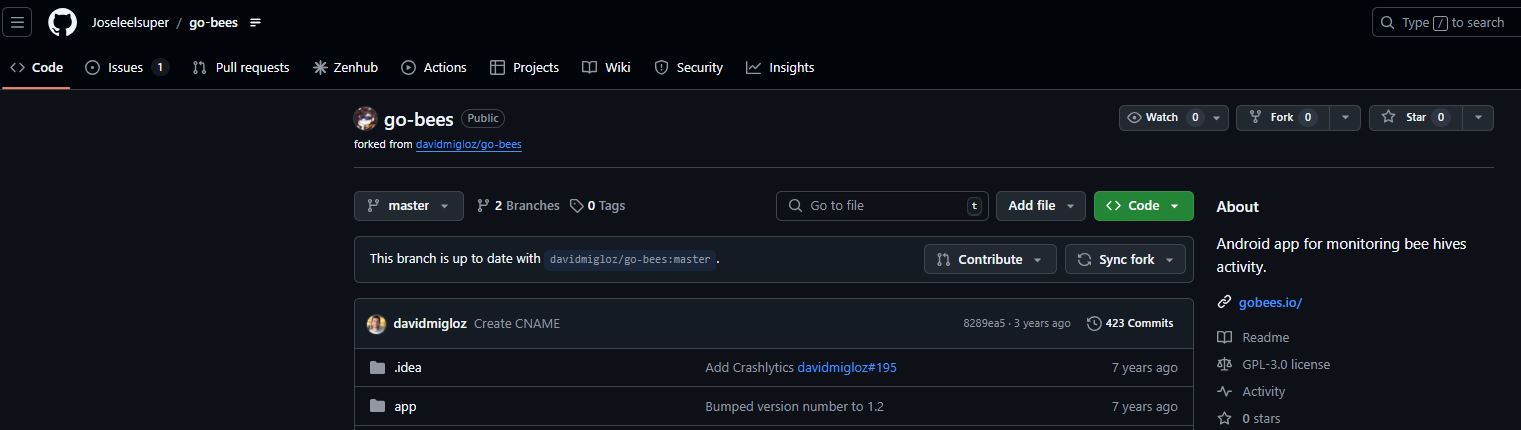 Joseleelsuper / go-bees
Type / to search
Code Issues 1 Pull requests Zenhub Actions Projects Wiki Security Insights
go-bees Public
forked from davidmigloz/go-bees
Watch 0 Fork 0 Star 0
master 2 Branches 0 Tags Go to file t Add file Code
This branch is up to date with davidmigloz/go-bees:master. Contribute Sync fork
davidmigloz Create CNAME 8289ea5 · 3 years ago 423 Commits
.idea Add Crashlytics davidmigloz#195 7 years ago
app Bumped version number to 1.2 7 years ago
About
Android app for monitoring bee hives
activity.
gobees.io/
Readme
GPL-3.0 license
Activity
0 stars